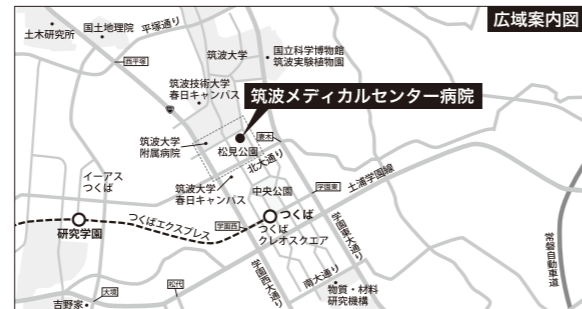 広域案内図
土木研究所
国土地理院
平塚通り
西平塚
筑波大学
国立科学博物館
筑波実験植物園
筑波技術大学
春日キャンパス
筑波メディカルセンター病院
筑波大学
附属病院
松見公園
妻木
北大通り
イーアス
つくば
筑波大学
春日キャンパス
中央公園
学園東
土浦学園線
つくばエクスプレス
学園西
つくば
つくば
クレオスクエア
研究学園
学園東大通り
学園西大通り
南大通り
物質・材料
研究機構
常磐自動車道
松代
大境
吉野家